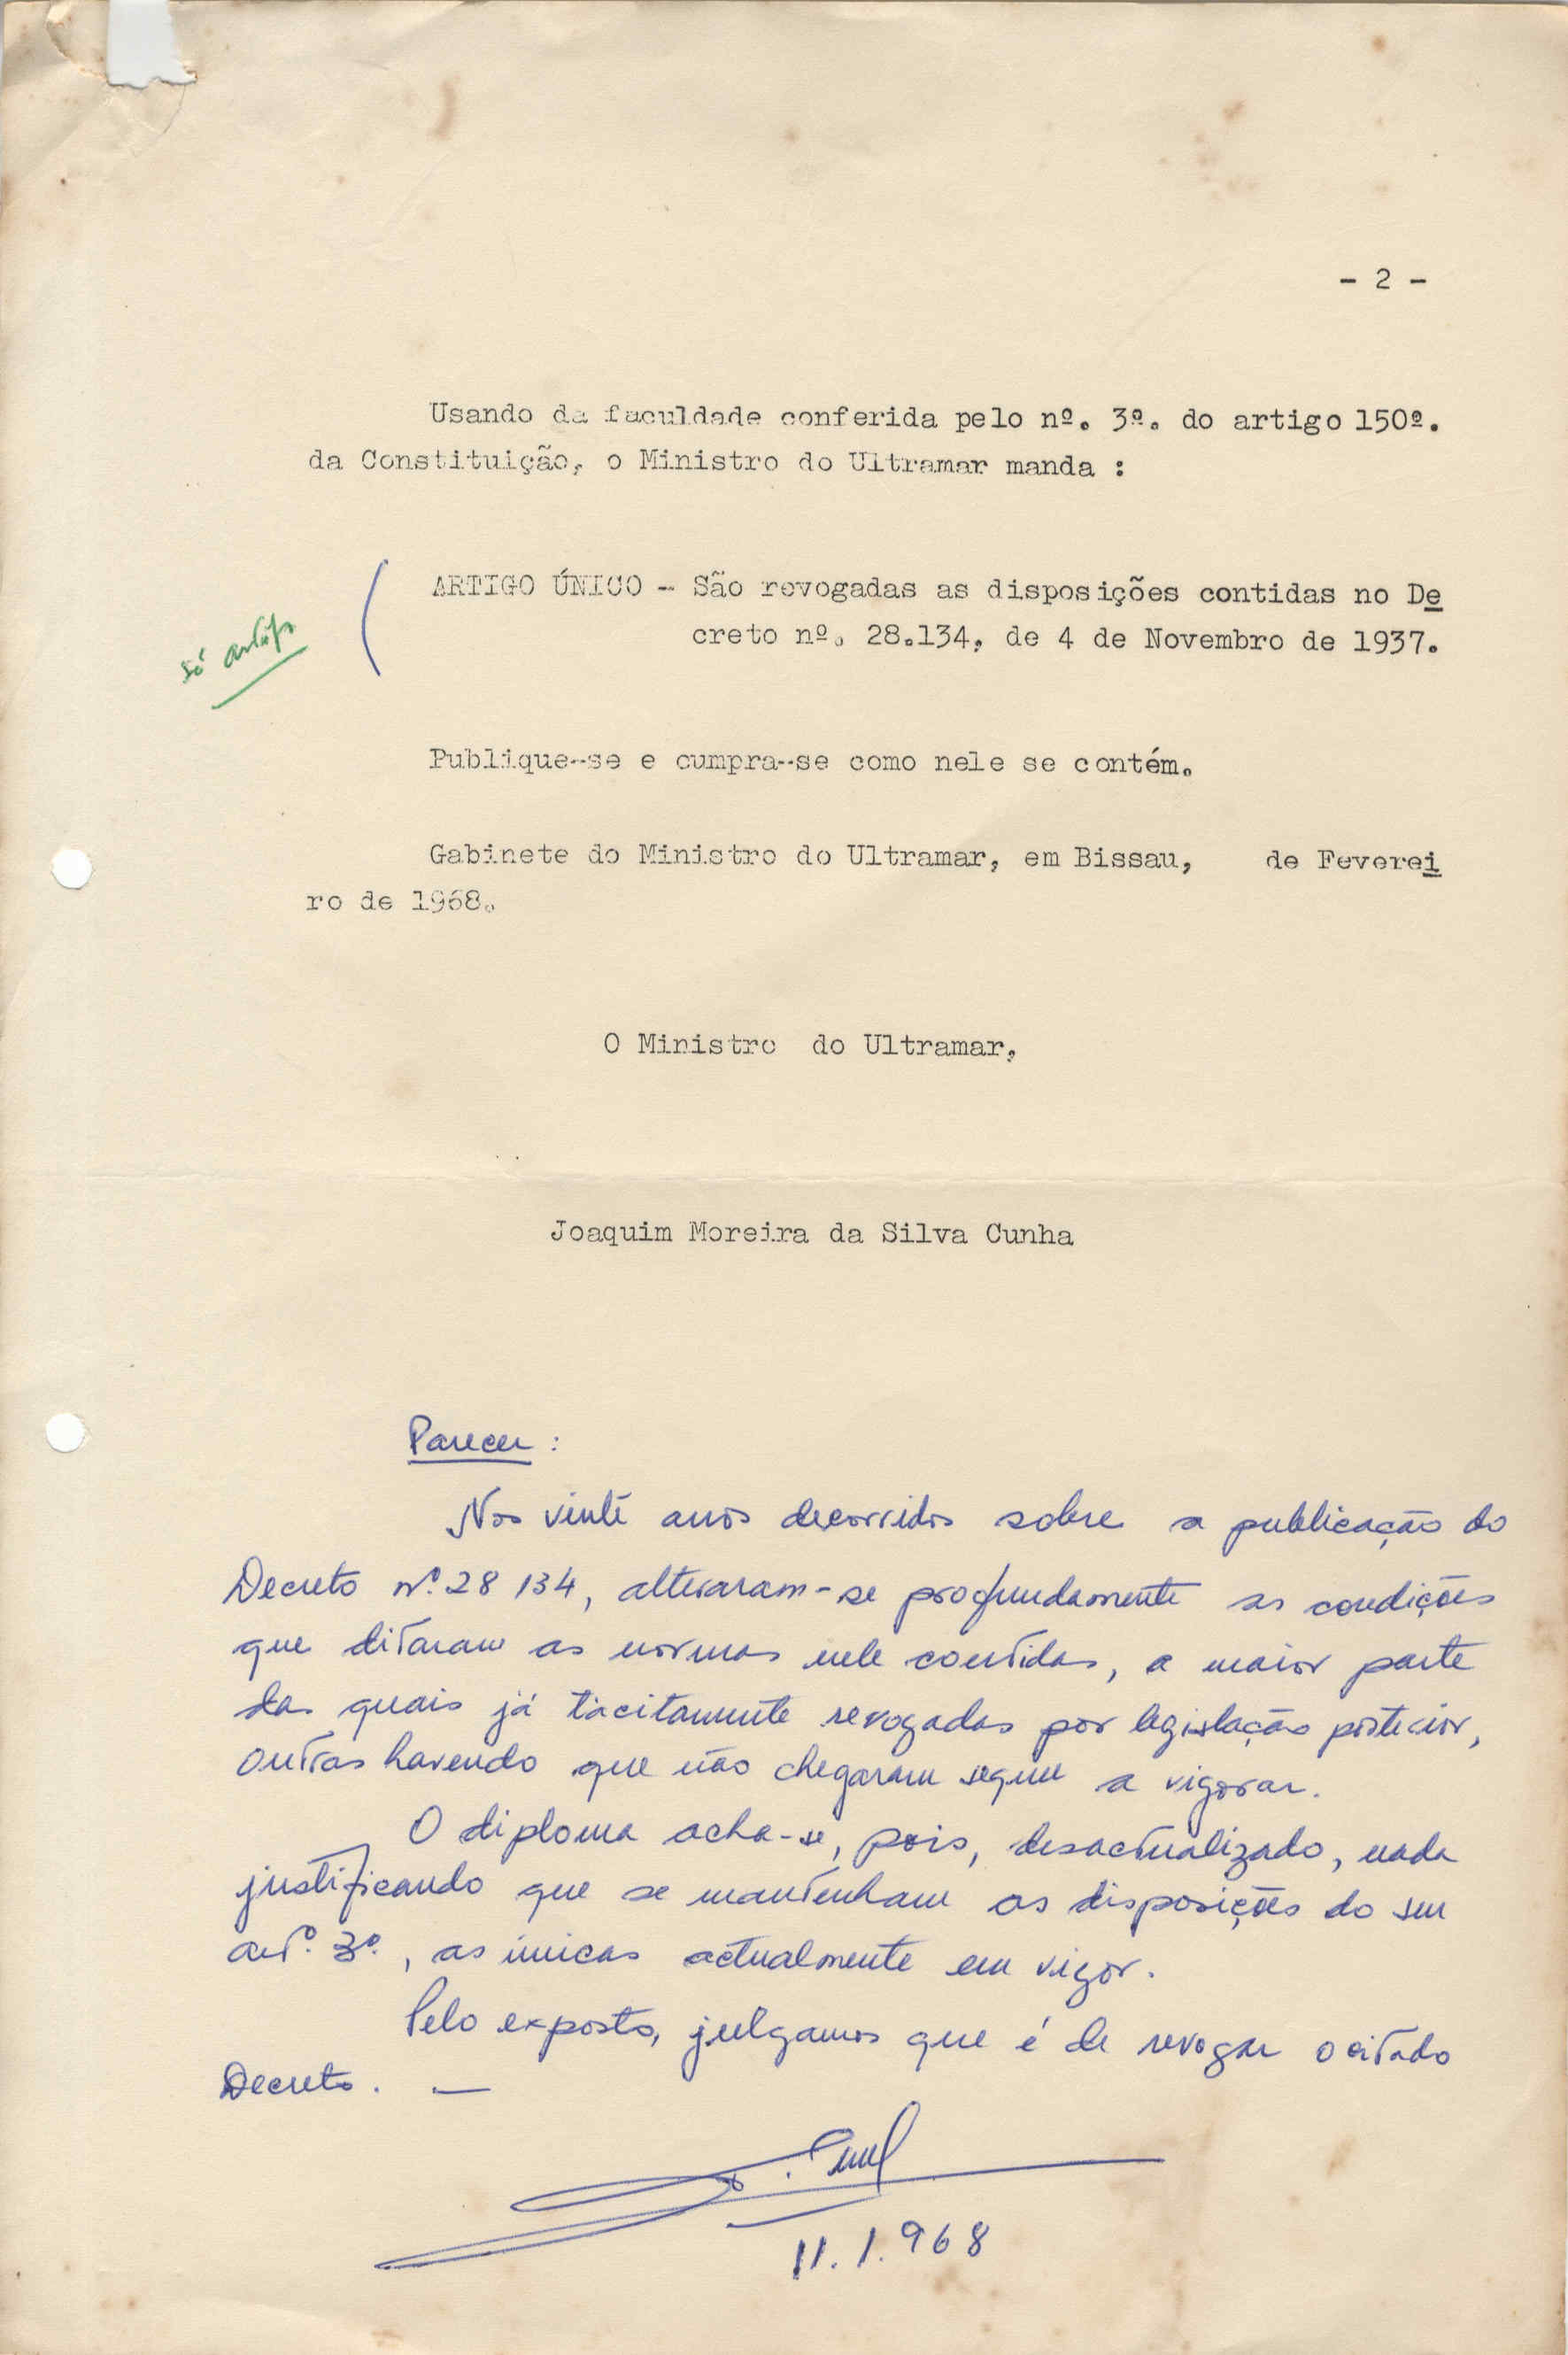 - 2 -
Usando da faculdade conferida pelo nº. 3º. do artigo 150º.
da Constituição, o Ministro do Ultramar manda :
ARTIGO ÚNICO - São revogadas as disposições contidas no De
creto nº. 28.134, de 4 de Novembro de 1937.
só
Publique-se e cumpra-se como nele se contém.
Gabinete do Ministro do Ultramar, em Bissau, de Feverei
ro de 1968.
O Ministro do Ultramar,
Joaquim Moreira da Silva Cunha
Parecer :
Nos vinte anos decorridos sobre a publicação do
Decreto nº. 28 134, alteraram-se profundamente as condições
que ditaram as normas nele contidas, a maior parte
das quais já tàcitamente revogadas por legislação posterior,
outras havendo que não chegaram sequer a vigorar.
O diploma acha-se, pois, desactualizado, nada
justificando que se mantenham as disposições do seu
artº. 3º., as únicas actualmente em vigor.
Pelo exposto, julgamos que é de revogar o citado
Decreto. —
11.1.968